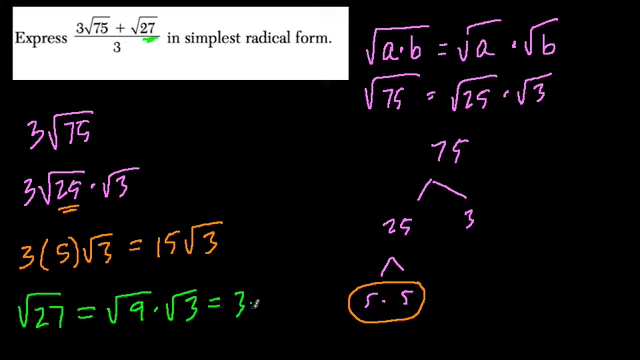 Express (3√75 + √27)/3 in simplest radical form.
√(a·b) = √a · √b
√75 = √25 · √3
75
25 3
5 · 5
3√75
3√25 · √3
3(5)√3 = 15√3
√27 = √9 · √3 = 3·